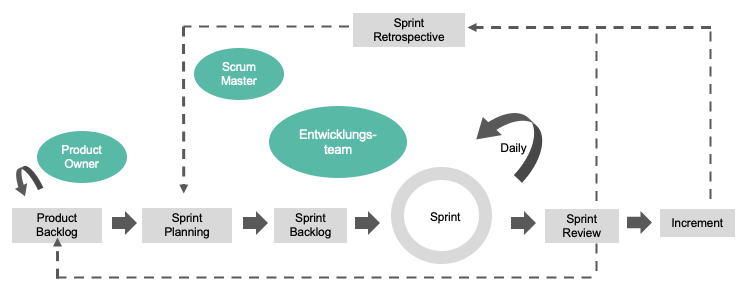 Sprint
Retrospective
Scrum
Master
Entwicklungs-
team
Product
Owner
Daily
Product
Backlog
Sprint
Planning
Sprint
Backlog
Sprint
Sprint
Review
Increment